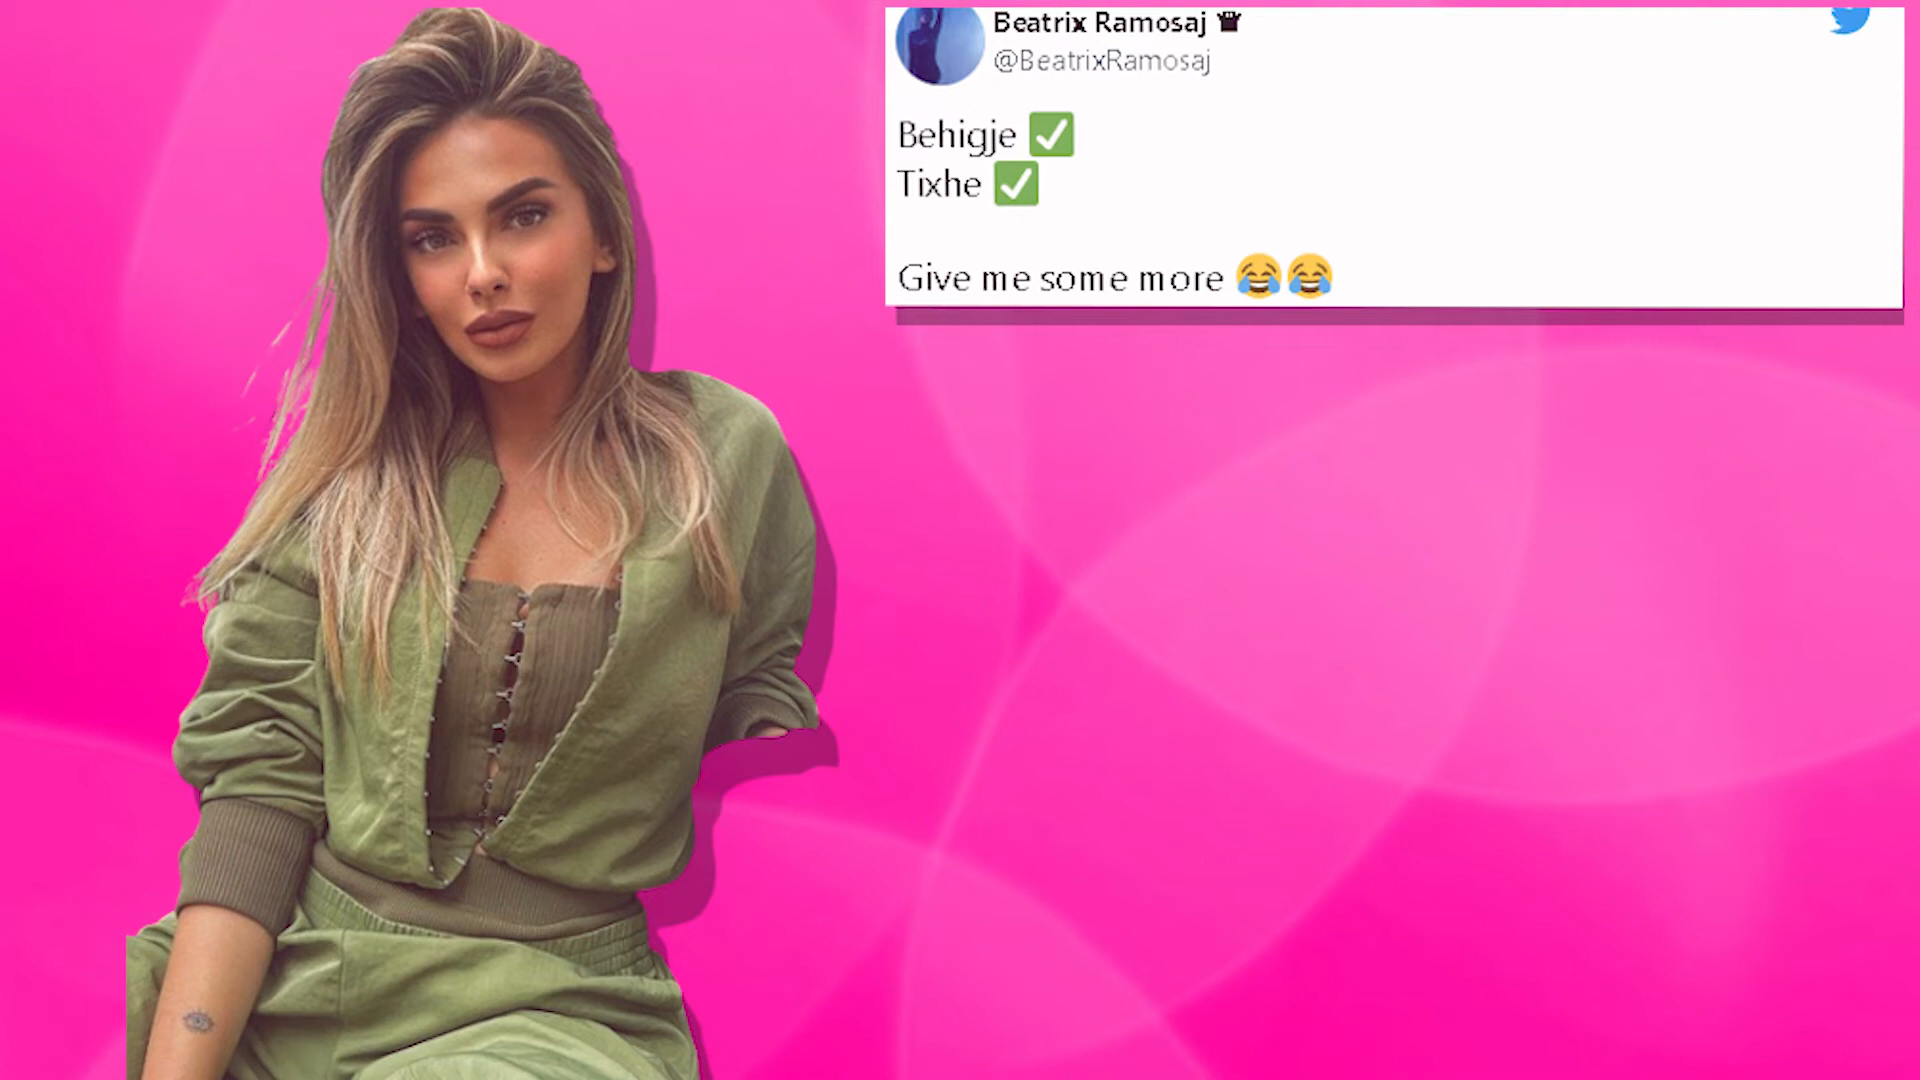 Beatrix Ramosaj
@BeatrixRamosaj
Behigje ✅
Tixhe ✅
Give me some more 😂😂